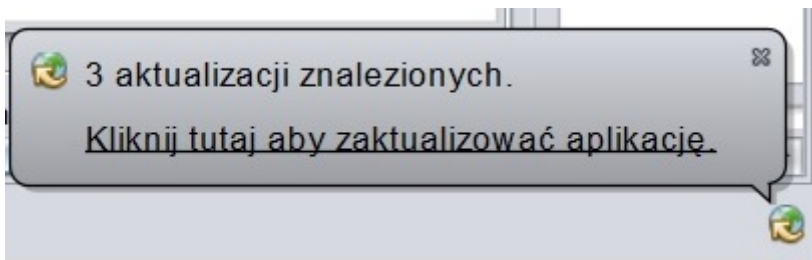 3 aktualizacji znalezionych.
Kliknij tutaj aby zaktualizować aplikację.